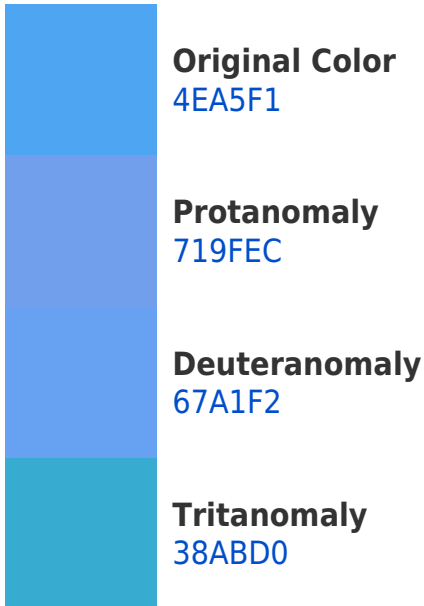 Original Color
4EA5F1
Protanomaly
719FEC
Deuteranomaly
67A1F2
Tritanomaly
38ABD0